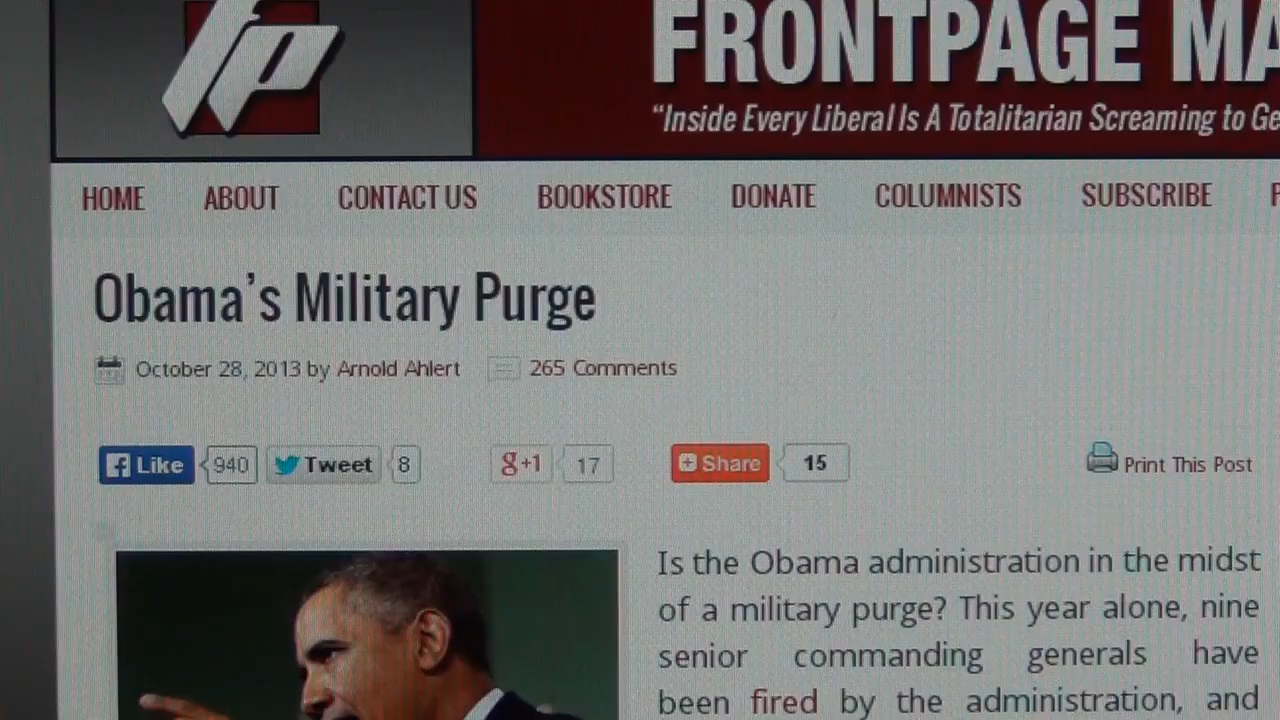 fp
FRONTPAGE MA
“Inside Every Liberal Is A Totalitarian Screaming to Ge
HOME ABOUT CONTACT US BOOKSTORE DONATE COLUMNISTS SUBSCRIBE
Obama's Military Purge
October 28, 2013 by Arnold Ahlert 265 Comments
f Like 940 Tweet 8 g+1 17 Share 15 Print This Post
Is the Obama administration in the midst
of a military purge? This year alone, nine
senior commanding generals have
been fired by the administration, and